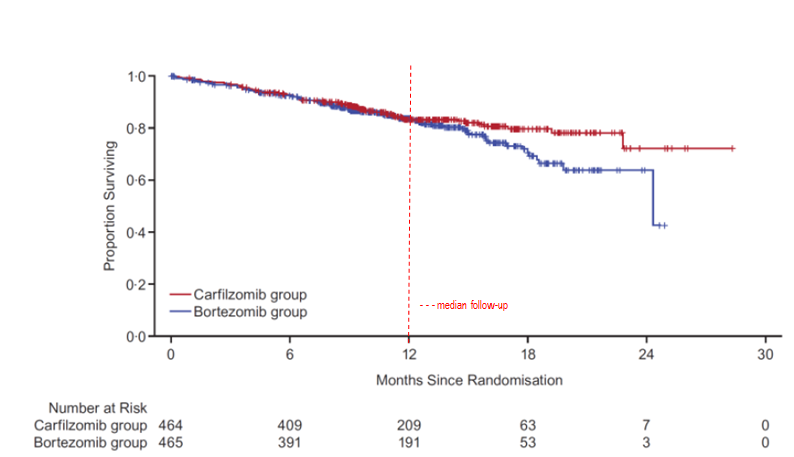 1·0
0·8
0·6
0·4
0·2
0·0
Proportion Surviving
Carfilzomib group
Bortezomib group
--- median follow-up
0 6 12 18 24 30
Months Since Randomisation
Number at Risk
Carfilzomib group 464 409 209 63 7 0
Bortezomib group 465 391 191 53 3 0